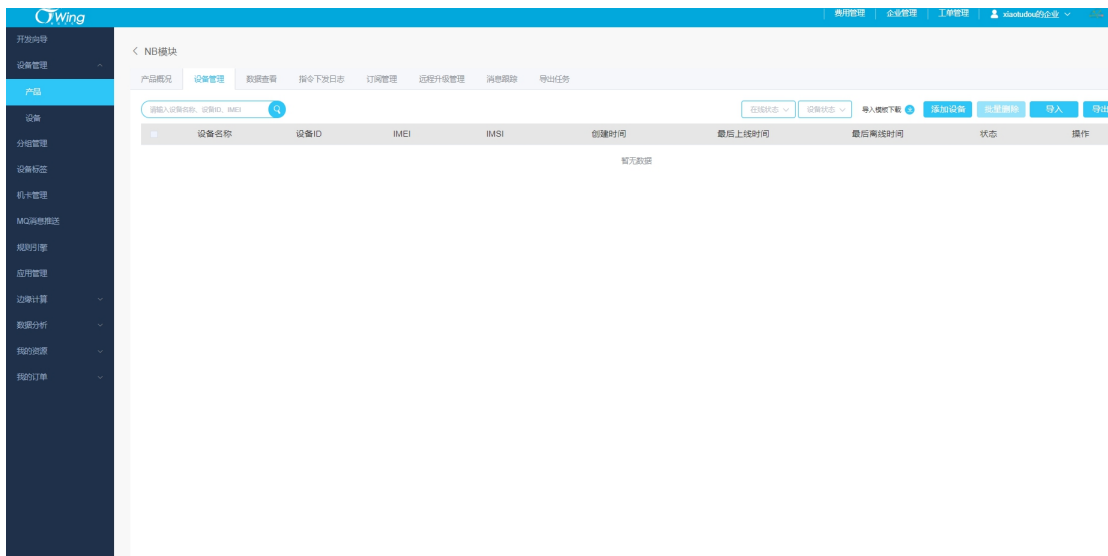 Wing
费用管理 企业管理 工单管理 xiaotudou的企业
开发向导
设备管理
产品
设备
分组管理
设备标签
机卡管理
MQ消息推送
规则引擎
应用管理
边缘计算
数据分析
我的资源
我的订单
NB模块
产品概况 设备管理 数据查看 指令下发日志 订阅管理 远程升级管理 消息跟踪 导出任务
请输入设备名称、设备ID、IMEI 在线状态 设备状态 导入模板下载 添加设备 批量删除 导入 导出
设备名称 设备ID IMEI IMSI 创建时间 最后上线时间 最后离线时间 状态 操作
暂无数据